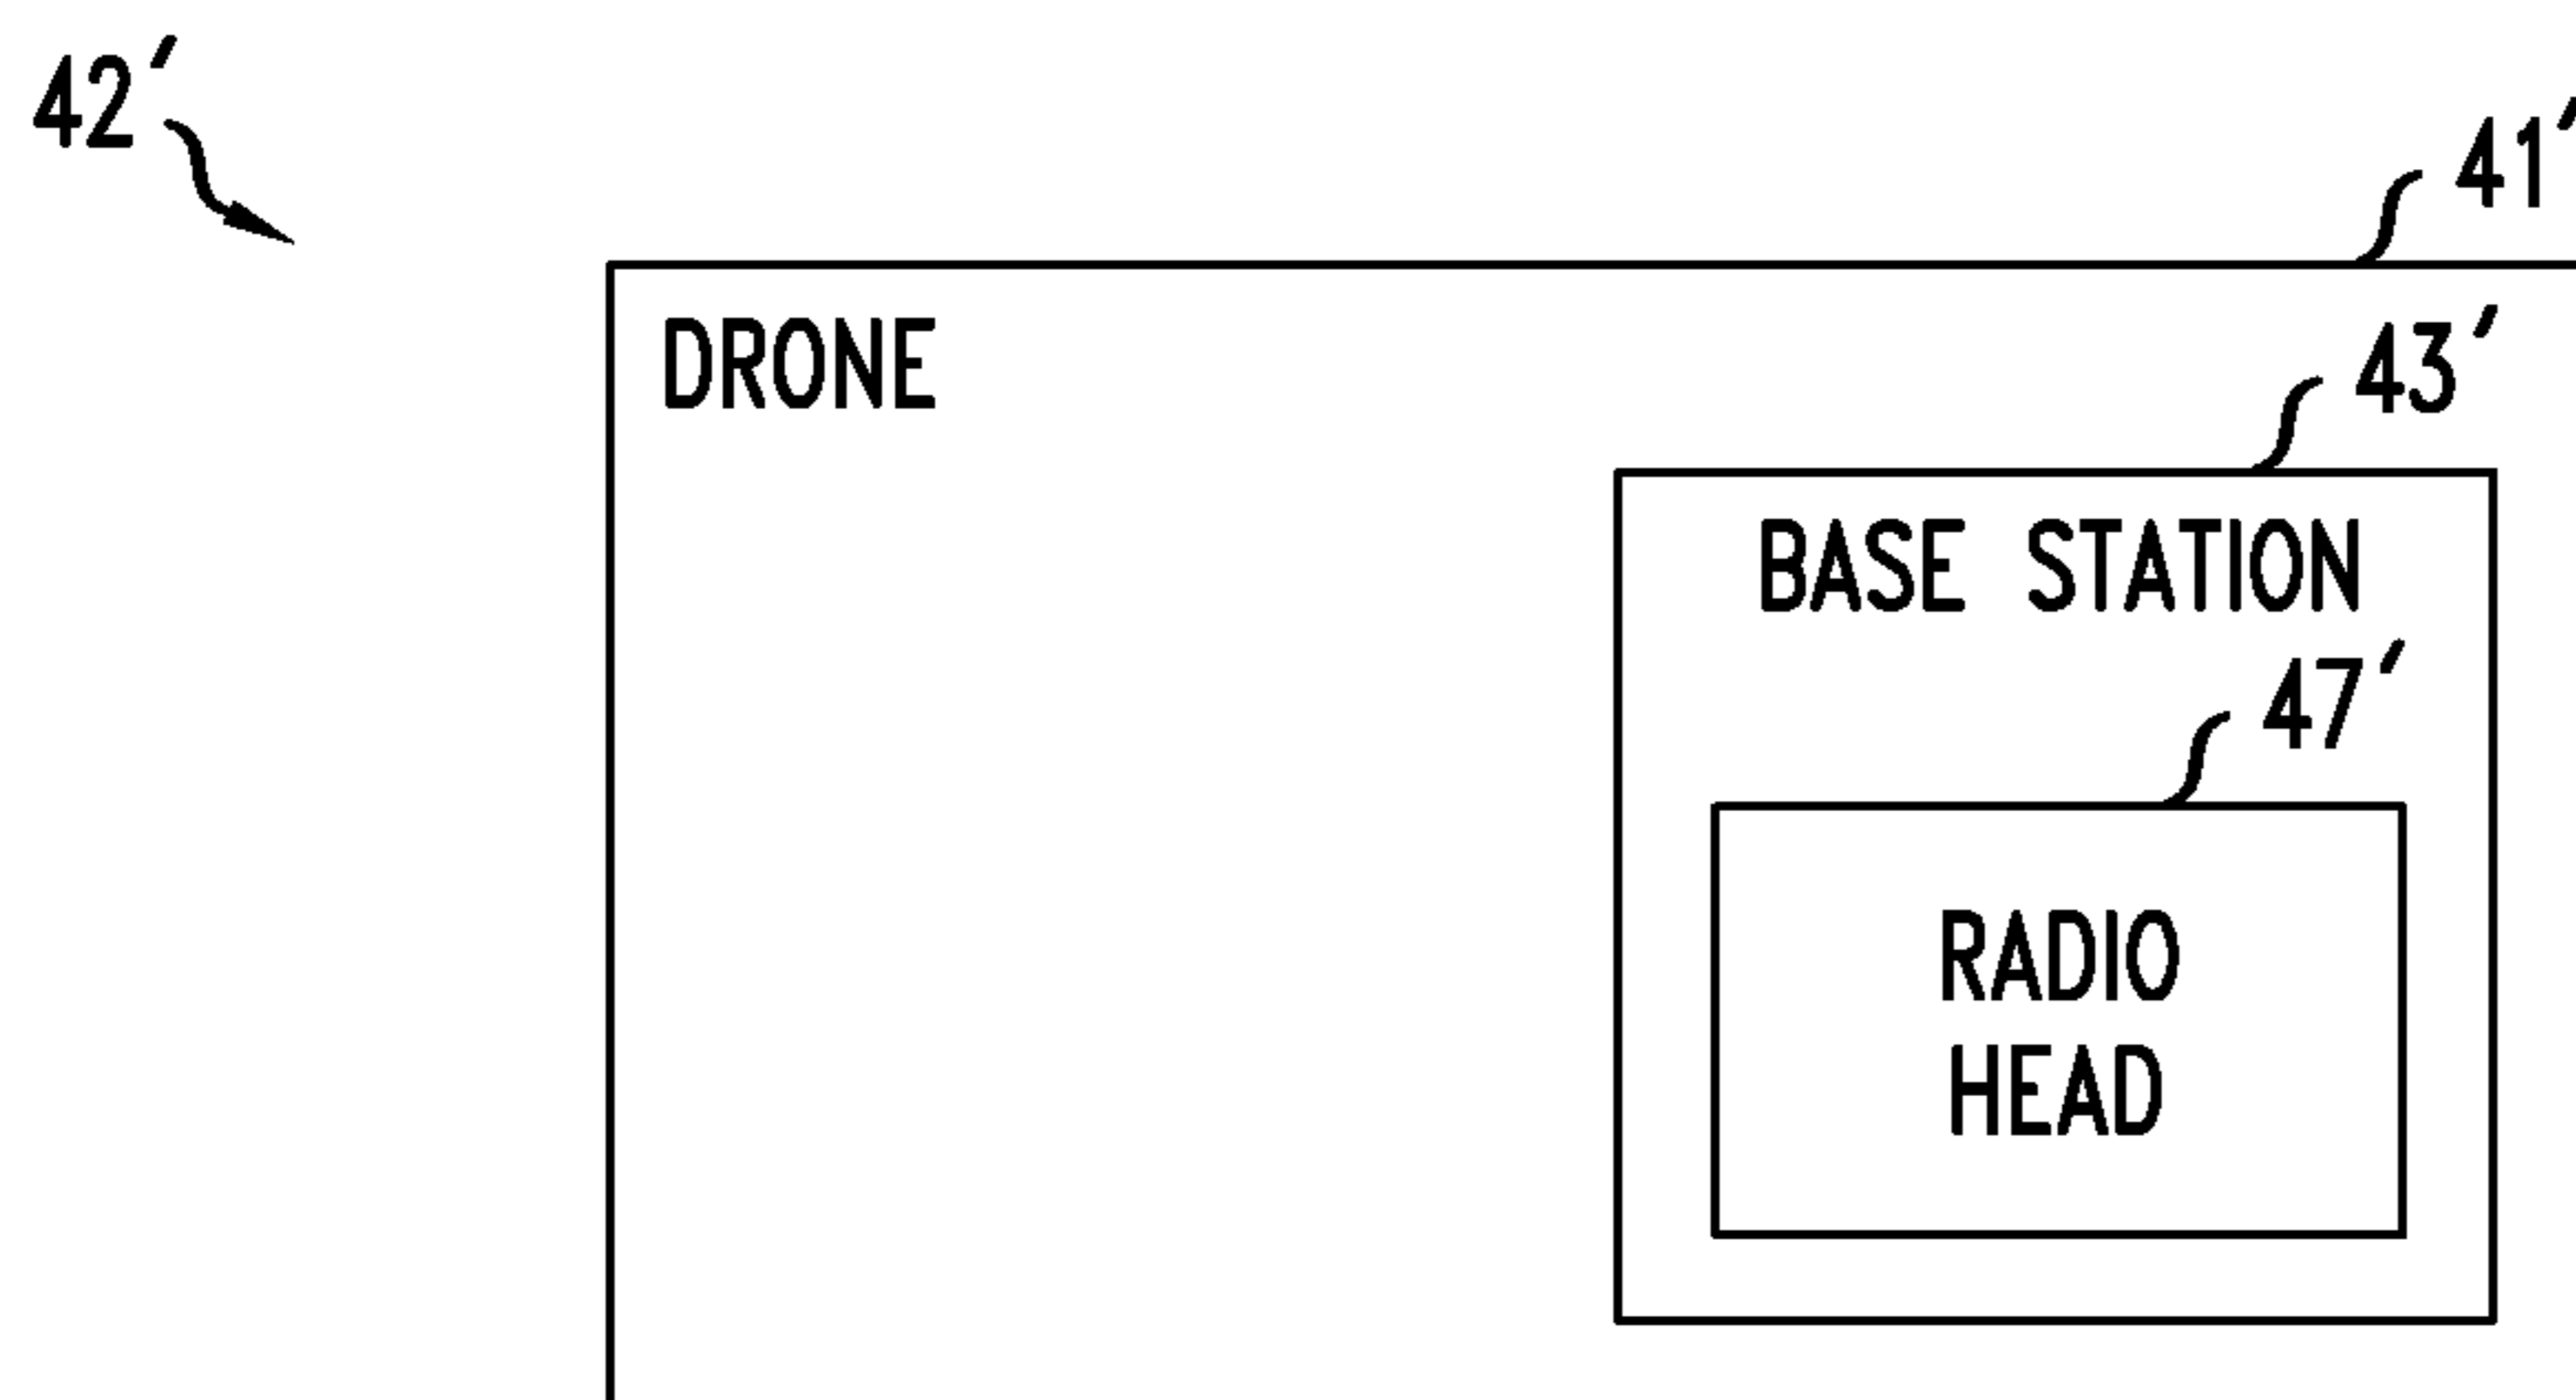 42′
41′
DRONE
43′
BASE STATION
47′
RADIO
HEAD